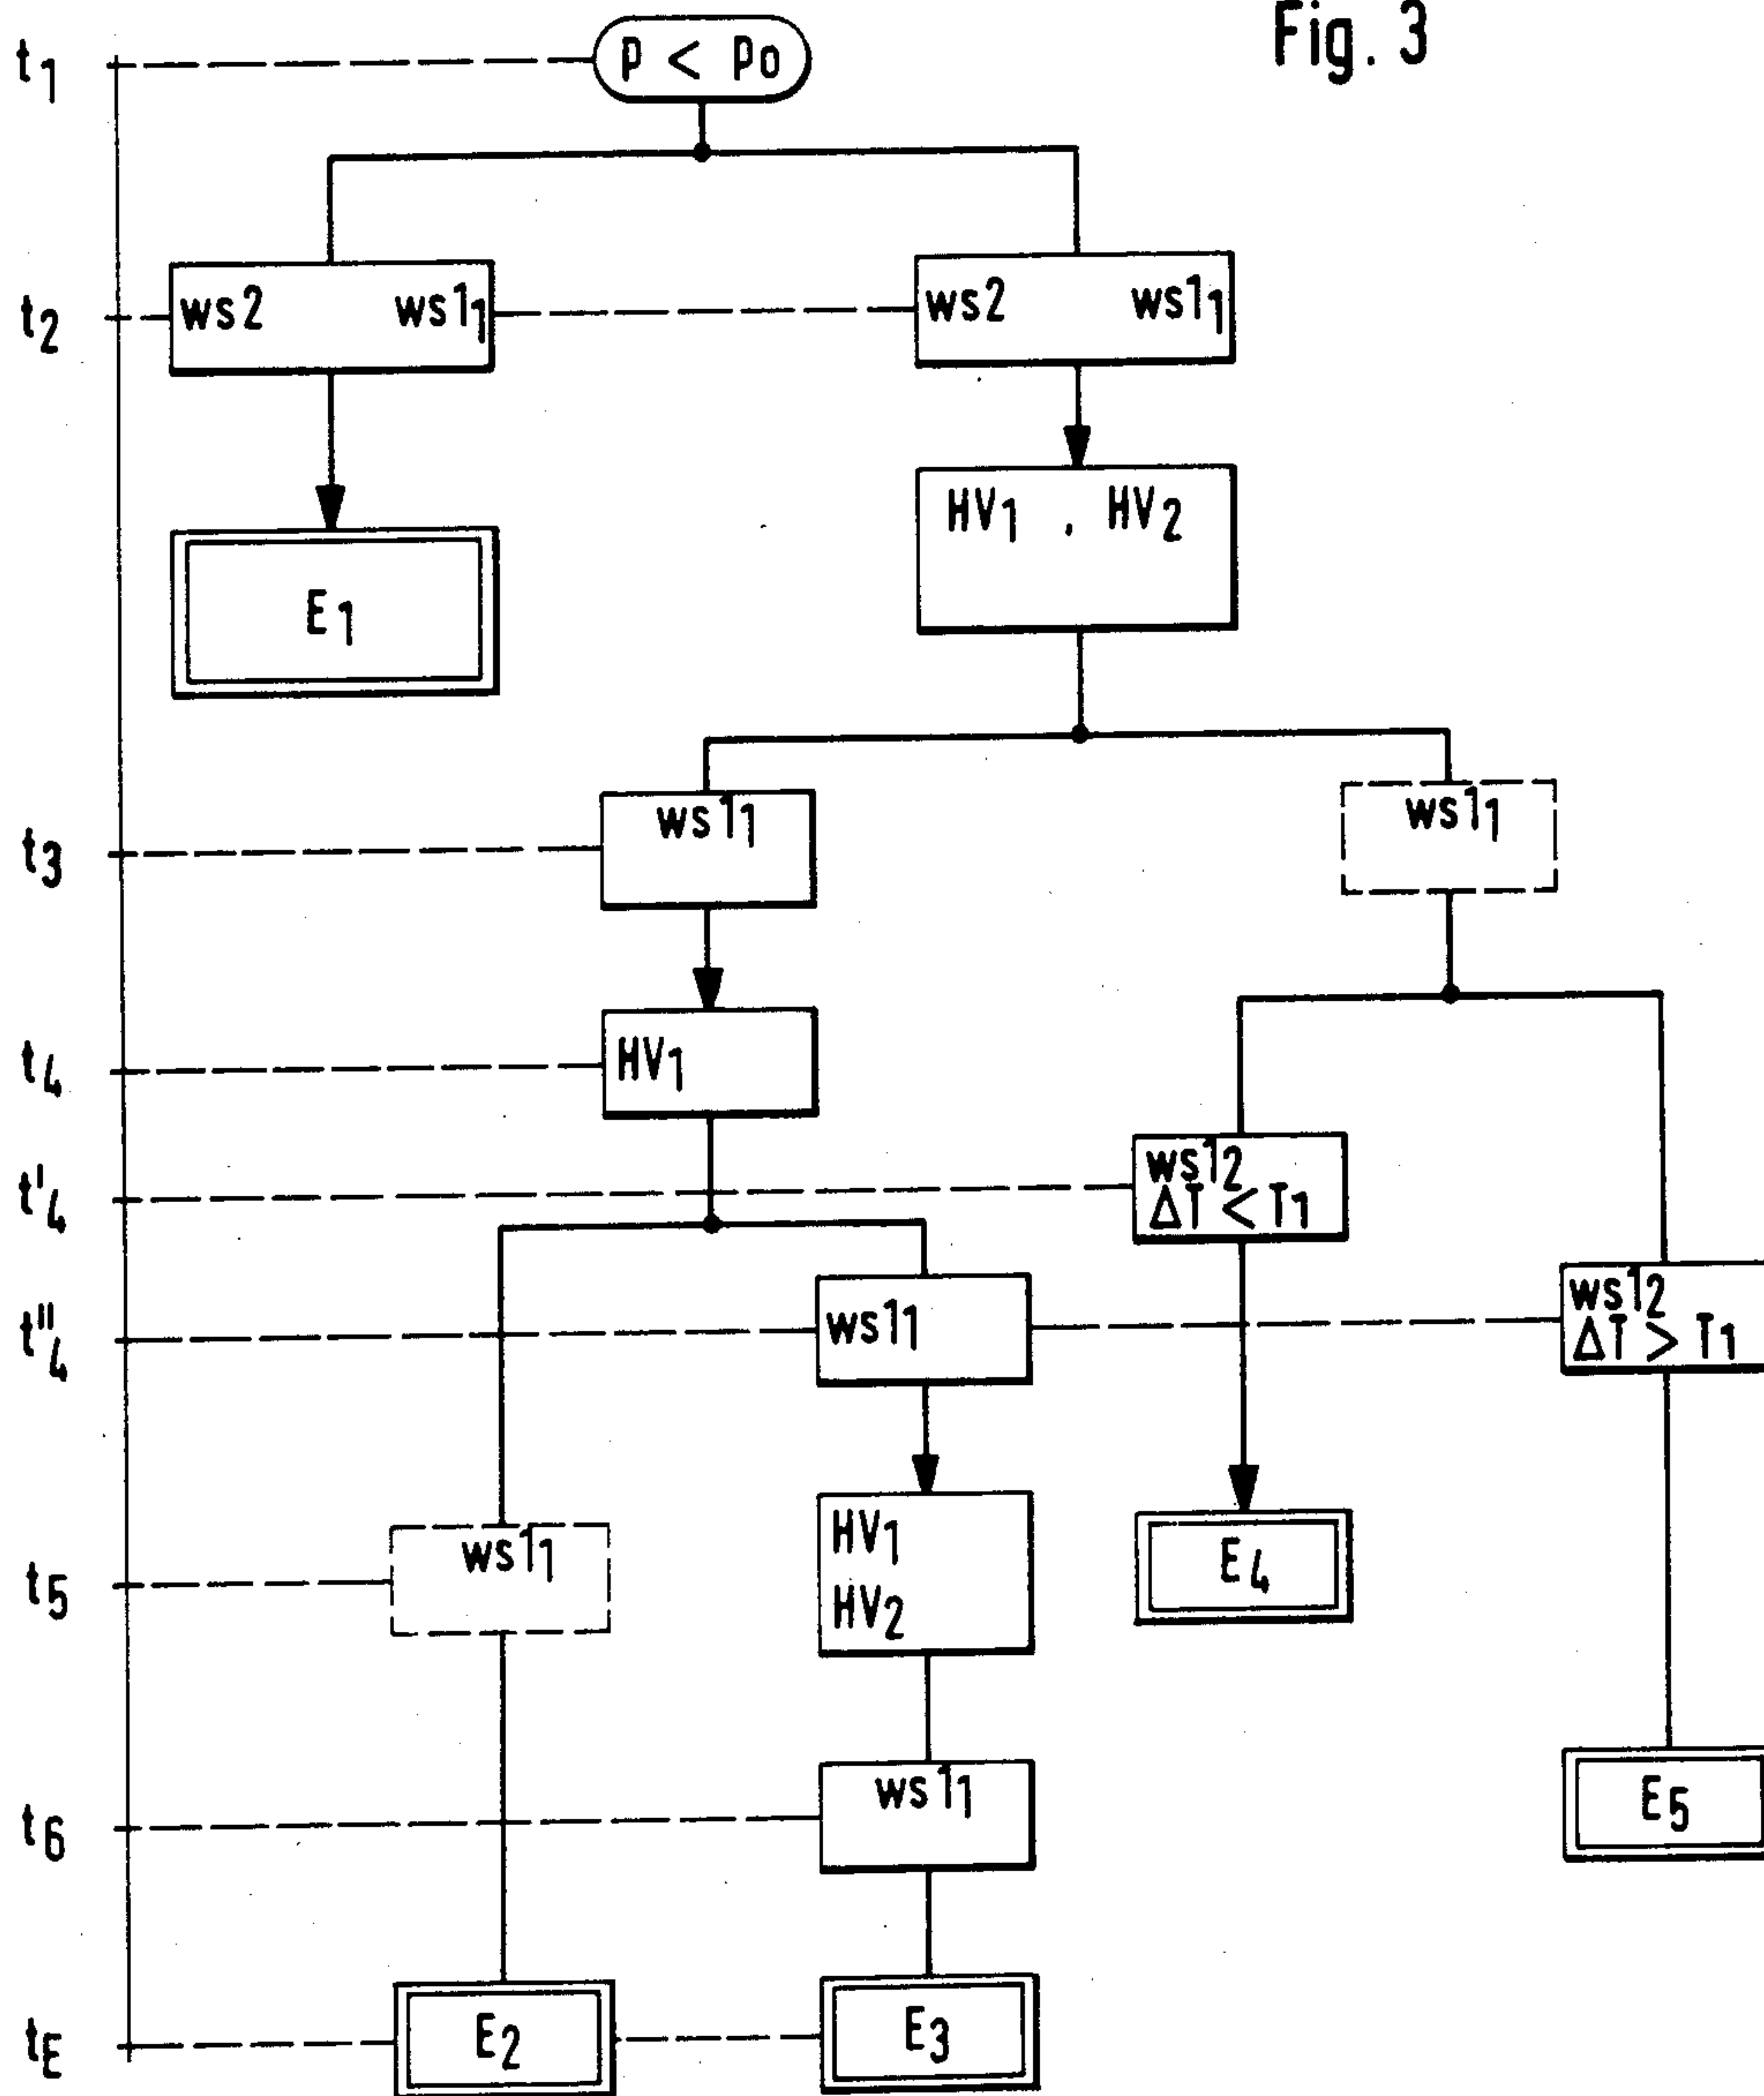 Fig. 3
t1 p < po
t2 ws2 ws11 ws2 ws11
HV1 . HV2
E1
t3 ws11 ws11
t4 HV1
t'4 ws12
ΔT < T1
t"4 ws11 ws12
ΔT > T1
HV1
HV2
t5 ws11 E4
t6 ws11 E5
tE E2 E3